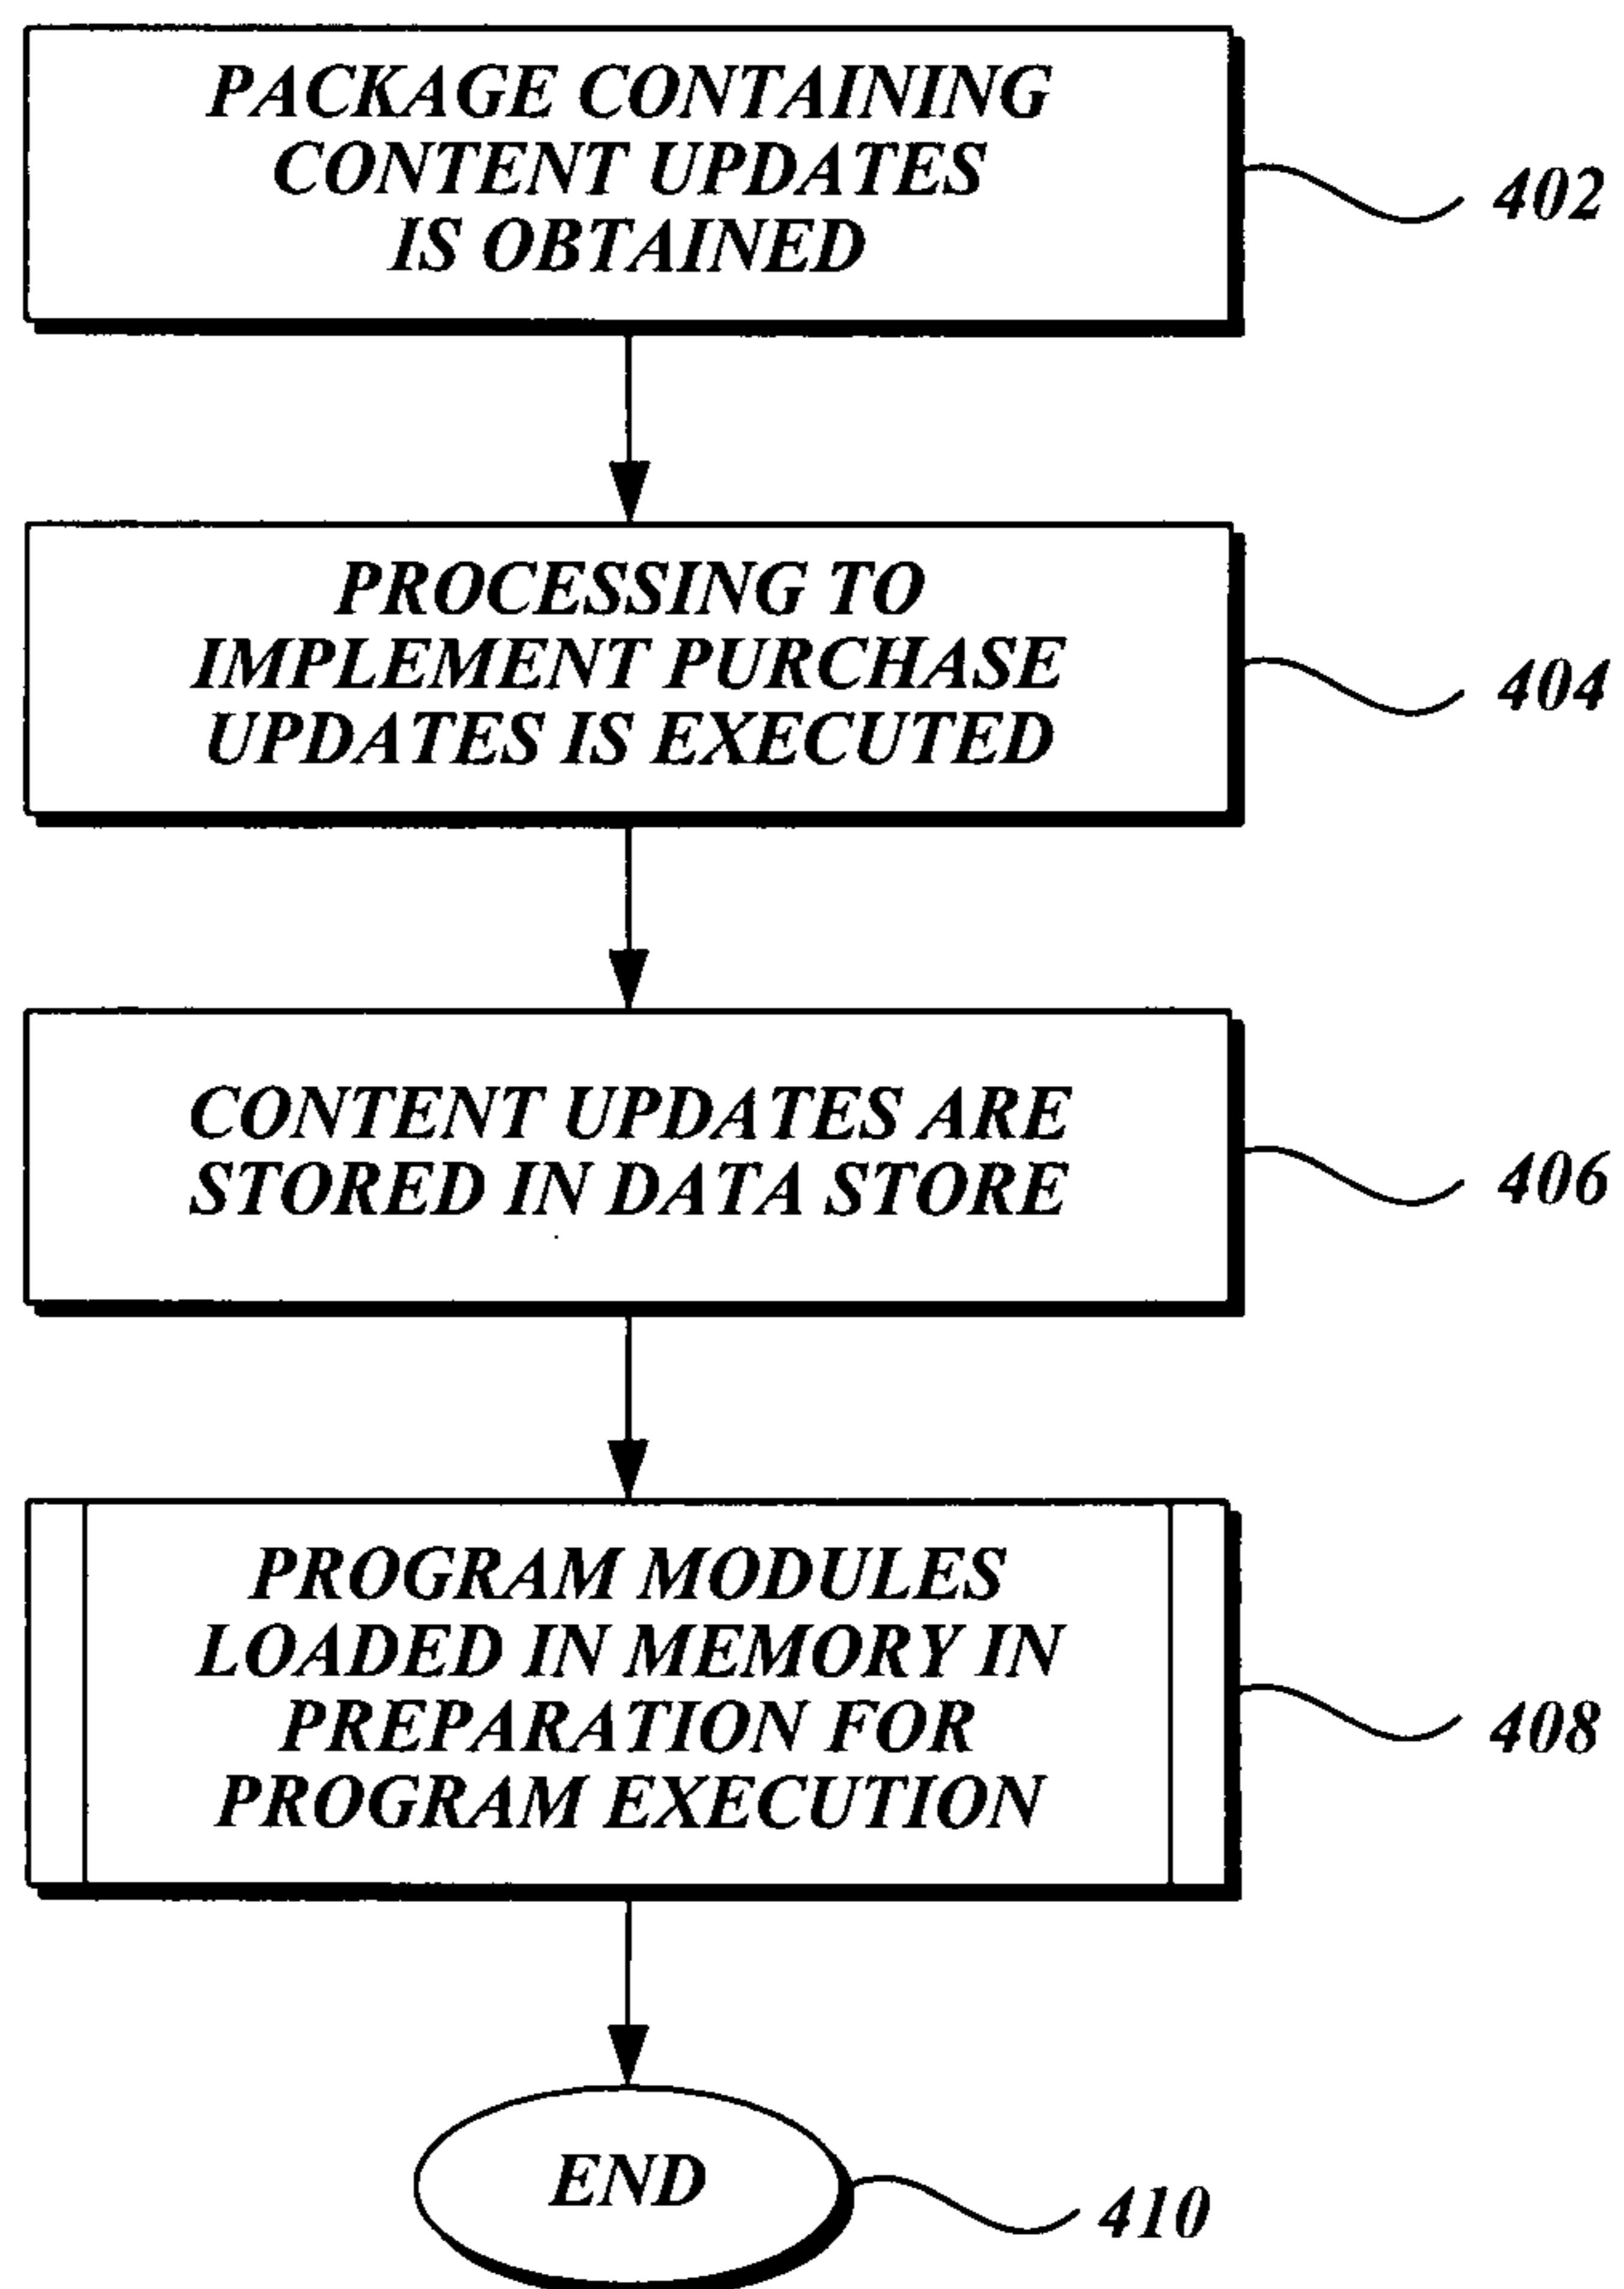 PACKAGE CONTAINING
CONTENT UPDATES
IS OBTAINED
402
PROCESSING TO
IMPLEMENT PURCHASE
UPDATES IS EXECUTED
404
CONTENT UPDATES ARE
STORED IN DATA STORE
406
PROGRAM MODULES
LOADED IN MEMORY IN
PREPARATION FOR
PROGRAM EXECUTION
408
END
410